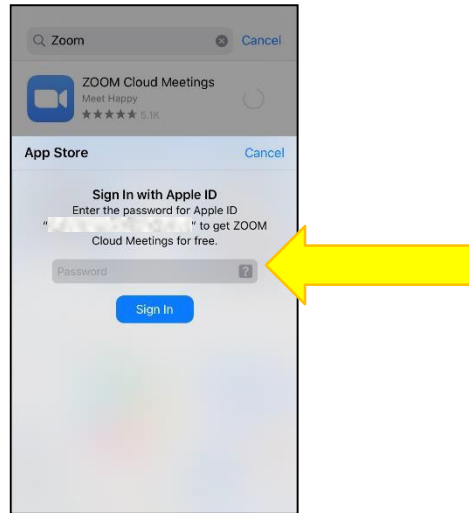 Zoom
Cancel
ZOOM Cloud Meetings
Meet Happy
★★★★★ 5.1K
App Store
Cancel
Sign In with Apple ID
Enter the password for Apple ID
" " to get ZOOM
Cloud Meetings for free.
Password
?
Sign In